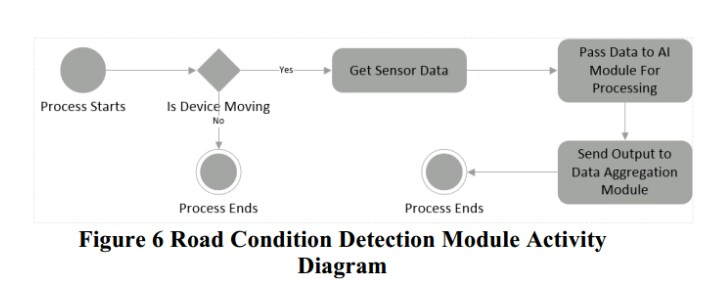 Process Starts
Is Device Moving
Yes
No
Get Sensor Data
Pass Data to AI
Module For
Processing
Send Output to
Data Aggregation
Module
Process Ends
Process Ends
Figure 6 Road Condition Detection Module Activity
Diagram